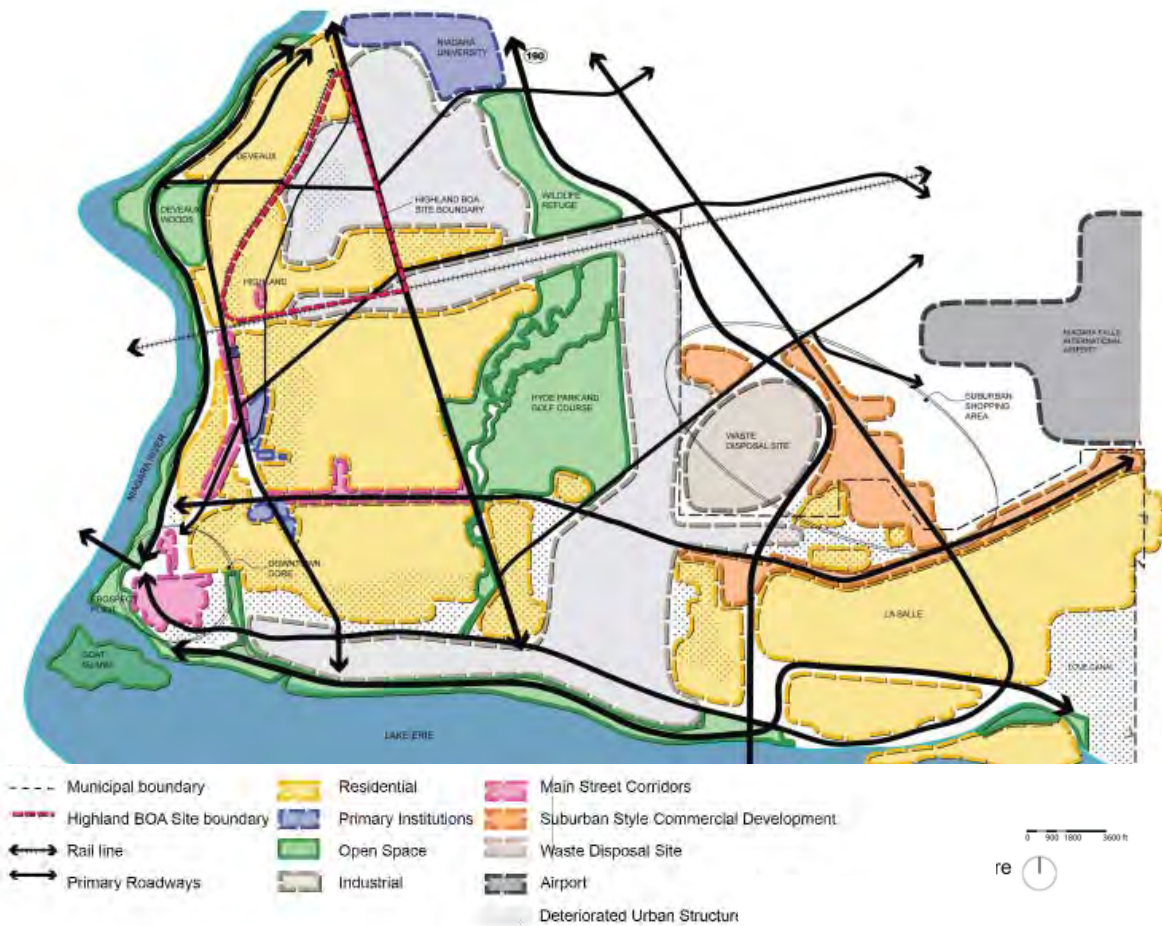 NIAGARA
UNIVERSITY
190
DEVEAUX
HIGHLAND BOA
SITE BOUNDARY
WILDLIFE
REFUGE
DEVEAUX
WOODS
HIGHLAND
NIAGARA FALLS
INTERNATIONAL
AIRPORT
HYDE PARK AND
GOLF COURSE
SUBURBAN
SHOPPING
AREA
WASTE
DISPOSAL SITE
NIAGARA RIVER
DOWNTOWN
CORE
PROSPECT
POINT
LA SALLE
GOAT
ISLAND
LOVE CANAL
LAKE ERIE
Municipal boundary
Highland BOA Site boundary
Rail line
Primary Roadways
Residential
Primary Institutions
Open Space
Industrial
Main Street Corridors
Suburban Style Commercial Development
Waste Disposal Site
Airport
Deteriorated Urban Structure
0 900 1800 3600 ft
re